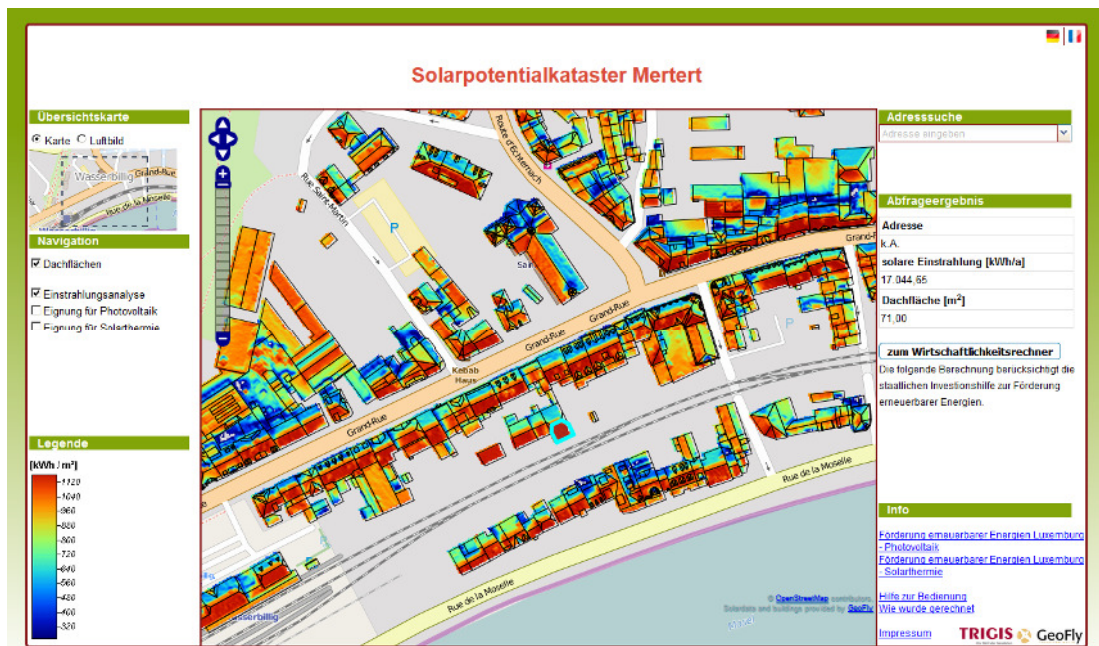 Solarpotentialkataster Mertert
Übersichtskarte
Karte Luftbild
Wasserbillig
Grand-Rue
Rue de la Moselle
Navigation
Dachflächen
Einstrahlungsanalyse
Eignung für Photovoltaik
Eignung für Solarthermie
Legende
[kWh / m²]
1120
1040
960
880
800
720
640
560
480
400
320
Route d'Echternach
Rue Saint-Martin
P
Sain
Grand-R
Grand-Rue
Grand-Rue
P
Kebab
Haus
Grand-Rue
P
Rue de la Moselle
Rue de la Moselle
asserbillig
© OpenStreetMap contributors,
Solardata and buildings provided by GeoFly
Mosel
Adresssuche
Adresse eingeben
Abfrageergebnis
Adresse
k.A.
solare Einstrahlung [kWh/a]
17.044,65
Dachfläche [m²]
71,00
zum Wirtschaftlichkeitsrechner
Die folgende Berechnung berücksichtigt die
staatlichen Investionshilfe zur Förderung
erneuerbarer Energien.
Info
Förderung erneuerbarer Energien Luxemburg
- Photovoltaik
Förderung erneuerbarer Energien Luxemburg
- Solarthermie
Hilfe zur Bedienung
Wie wurde gerechnet
Impressum
TRIGIS GeoFly